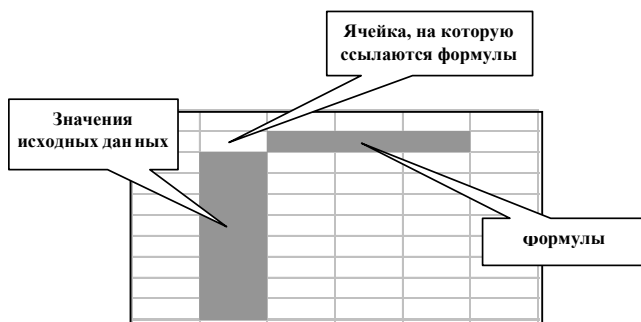 Ячейка, на которую
ссылаются формулы
Значения
исходных данных
формулы